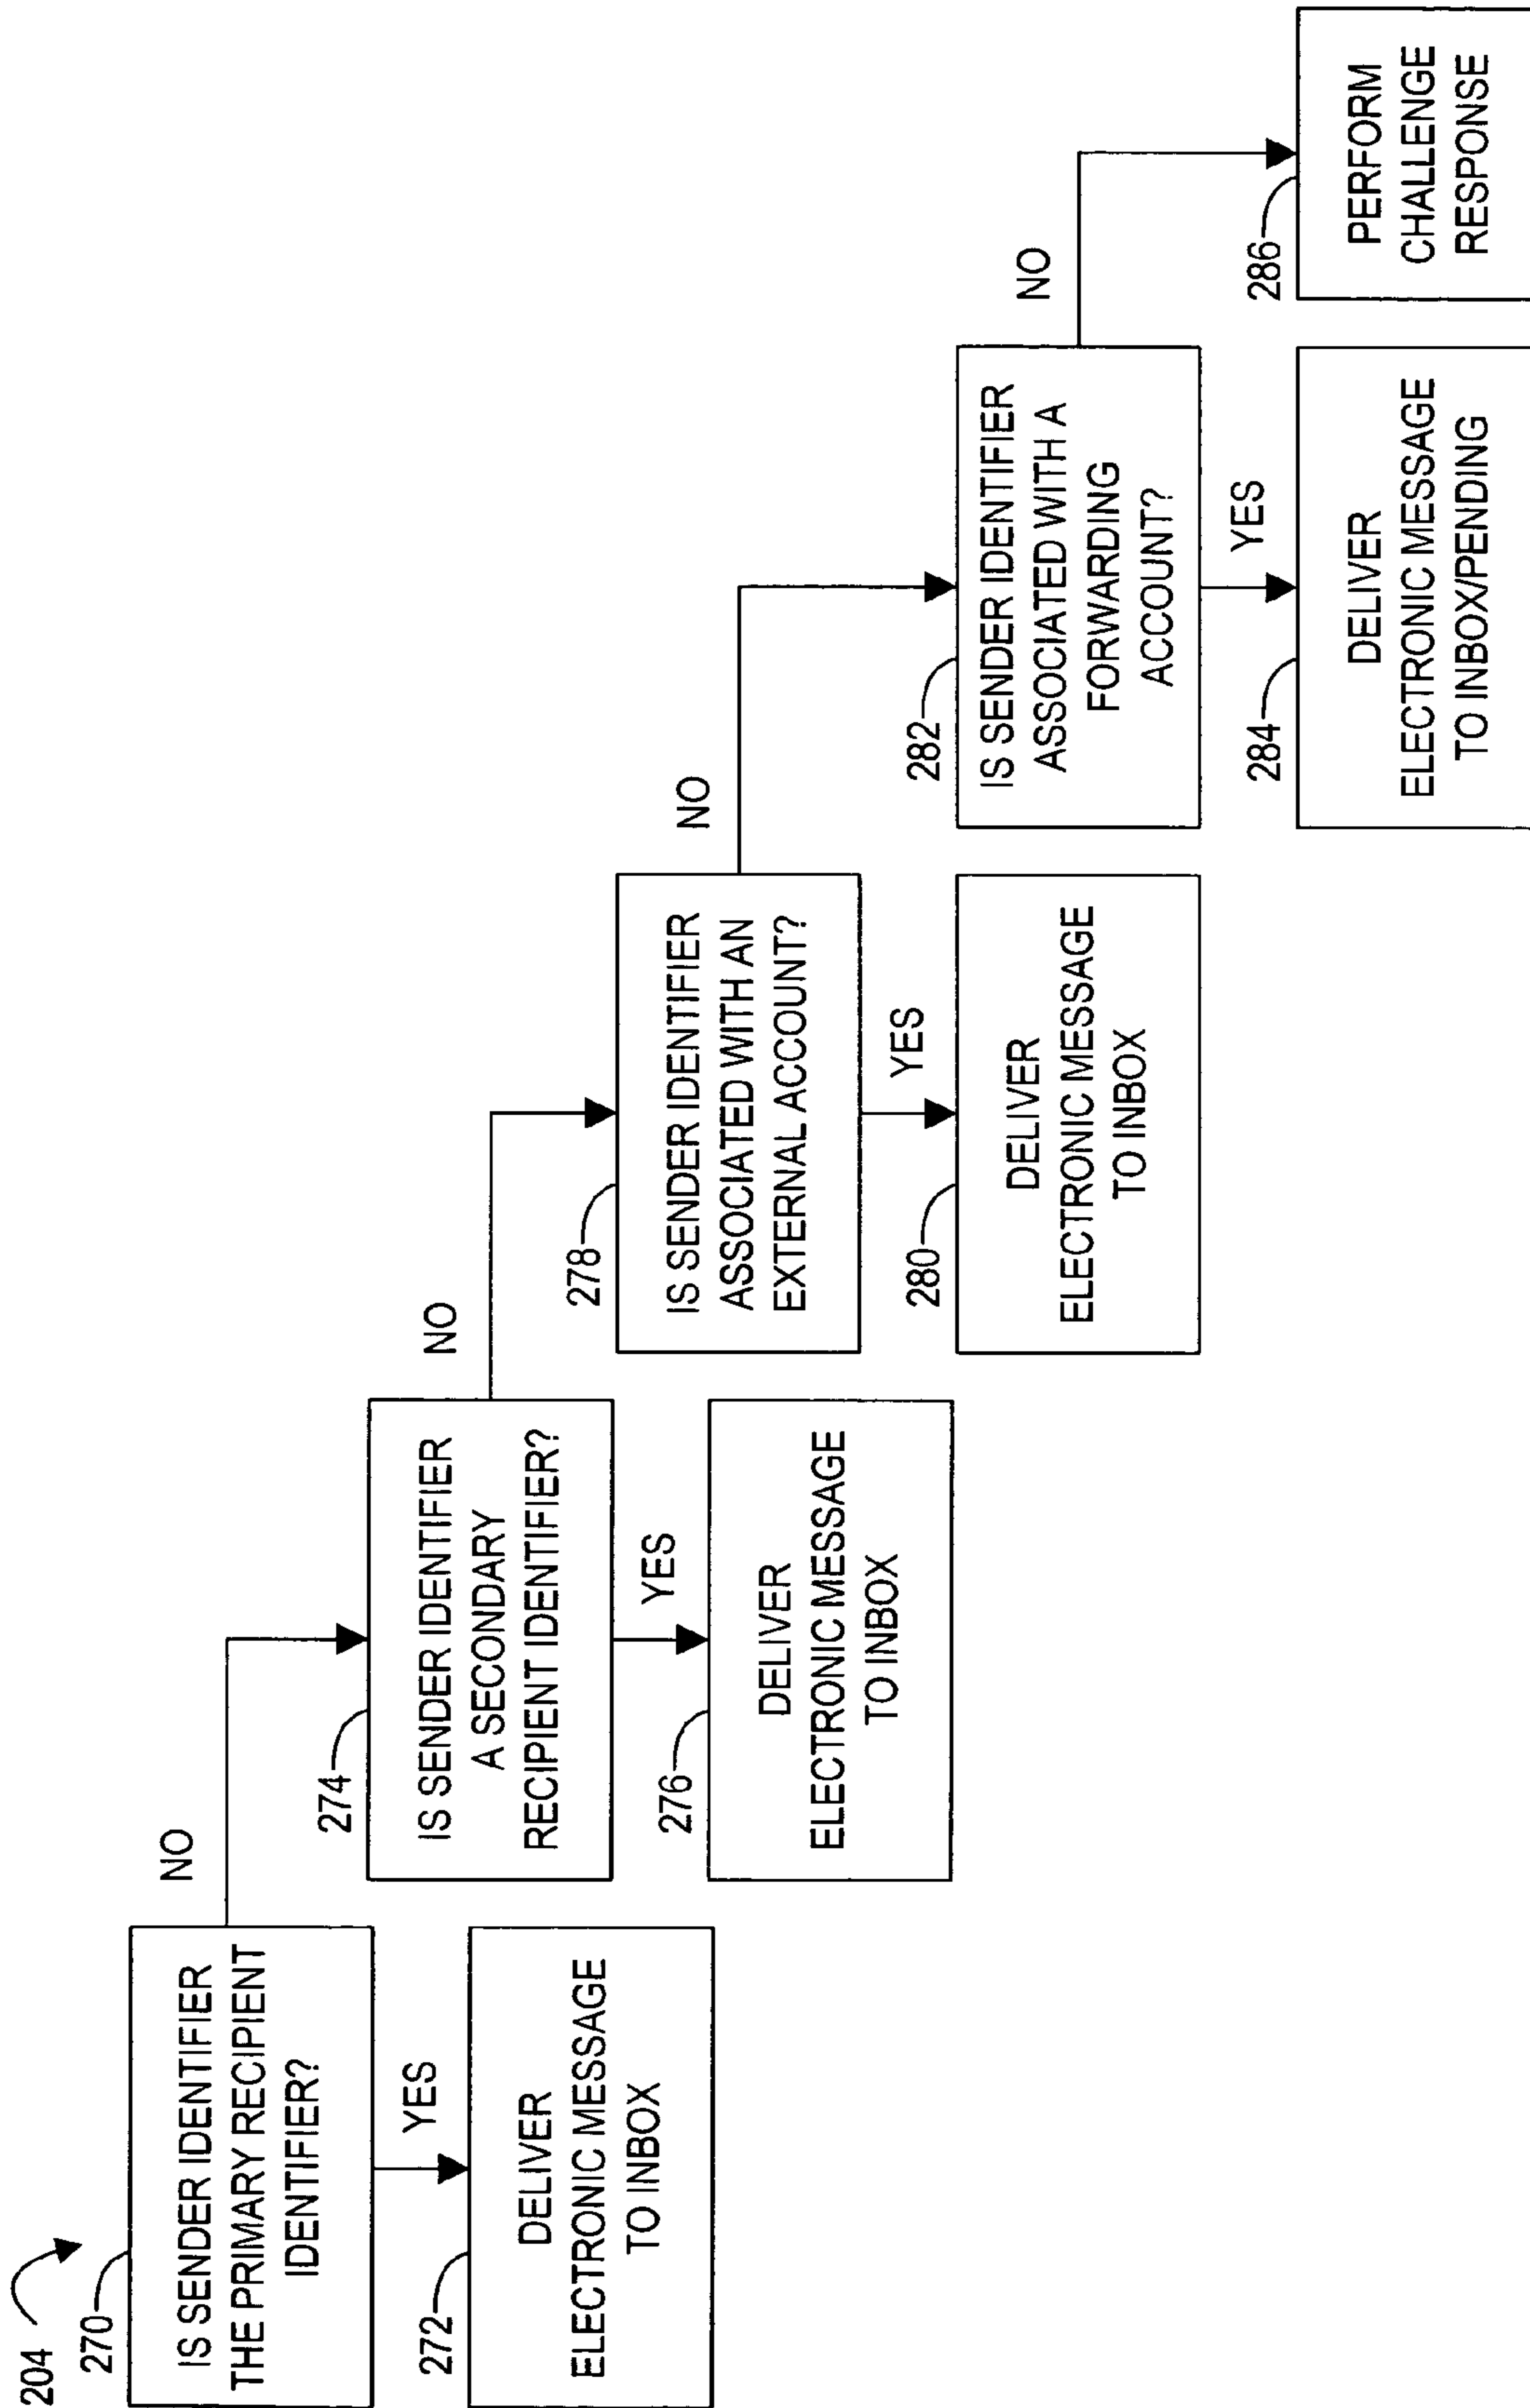 204
270
IS SENDER IDENTIFIER
THE PRIMARY RECIPIENT
IDENTIFIER?
NO
YES
272
DELIVER
ELECTRONIC MESSAGE
TO INBOX
274
IS SENDER IDENTIFIER
A SECONDARY
RECIPIENT IDENTIFIER?
NO
YES
276
DELIVER
ELECTRONIC MESSAGE
TO INBOX
278
IS SENDER IDENTIFIER
ASSOCIATED WITH AN
EXTERNAL ACCOUNT?
NO
YES
280
DELIVER
ELECTRONIC MESSAGE
TO INBOX
282
IS SENDER IDENTIFIER
ASSOCIATED WITH A
FORWARDING
ACCOUNT?
NO
YES
284
DELIVER
ELECTRONIC MESSAGE
TO INBOX/PENDING
286
PERFORM
CHALLENGE
RESPONSE